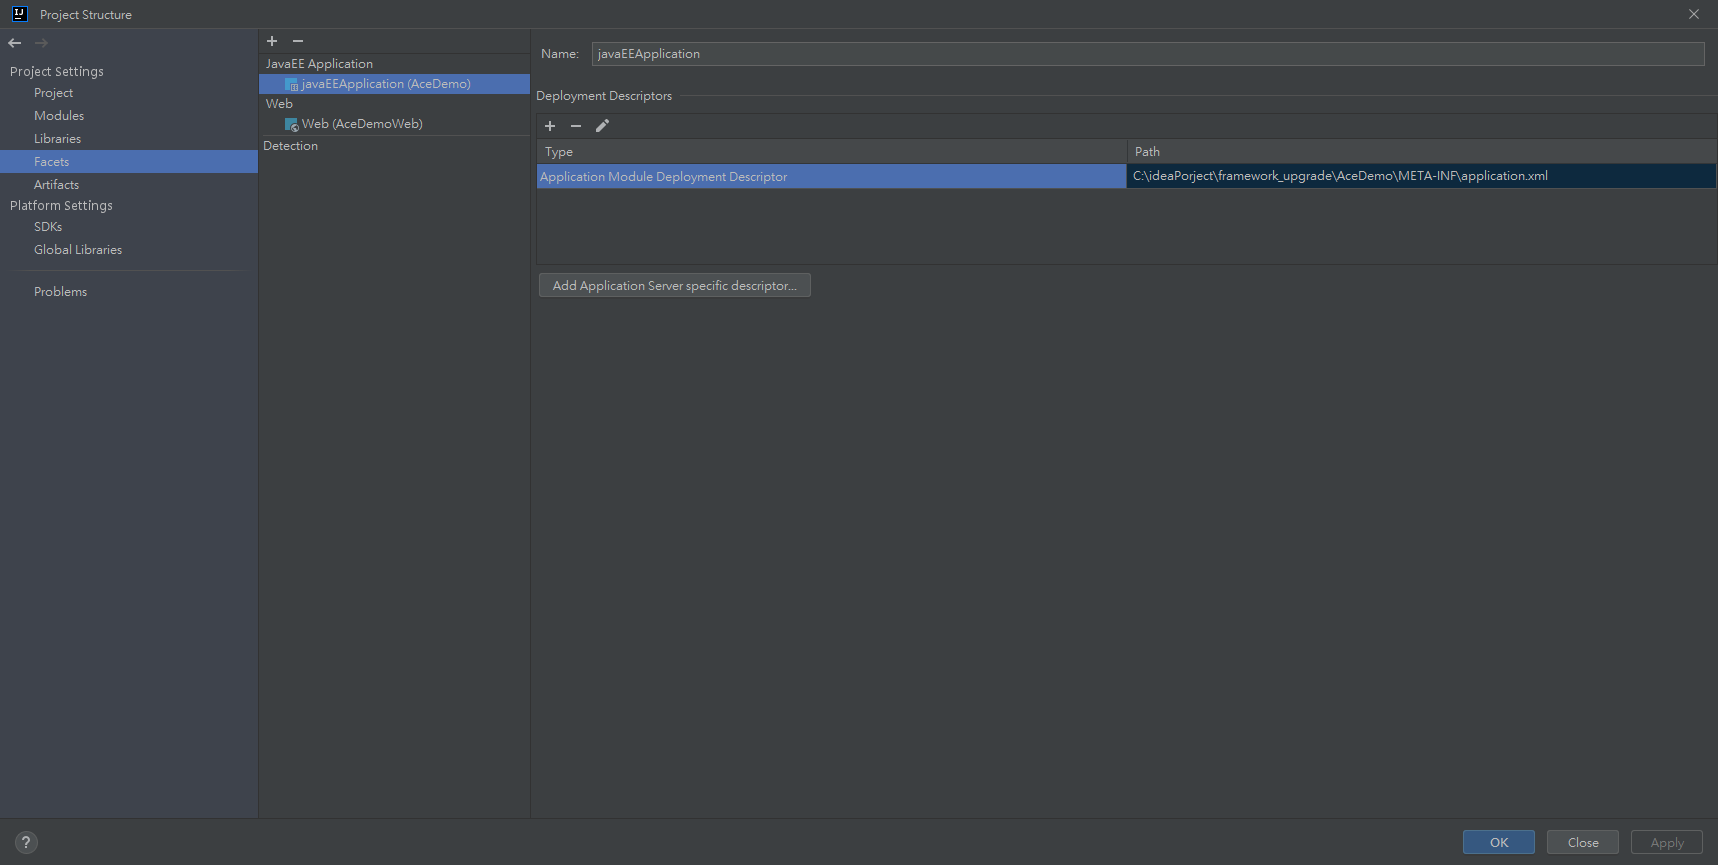 IJ
Project Structure
Project Settings
Project
Modules
Libraries
Facets
Artifacts
Platform Settings
SDKs
Global Libraries
Problems
JavaEE Application
javaEEApplication (AceDemo)
Web
Web (AceDemoWeb)
Detection
Name: javaEEApplication
Deployment Descriptors
Type Path
Application Module Deployment Descriptor C:\ideaPorject\framework_upgrade\AceDemo\META-INF\application.xml
Add Application Server specific descriptor...
? OK Close Apply